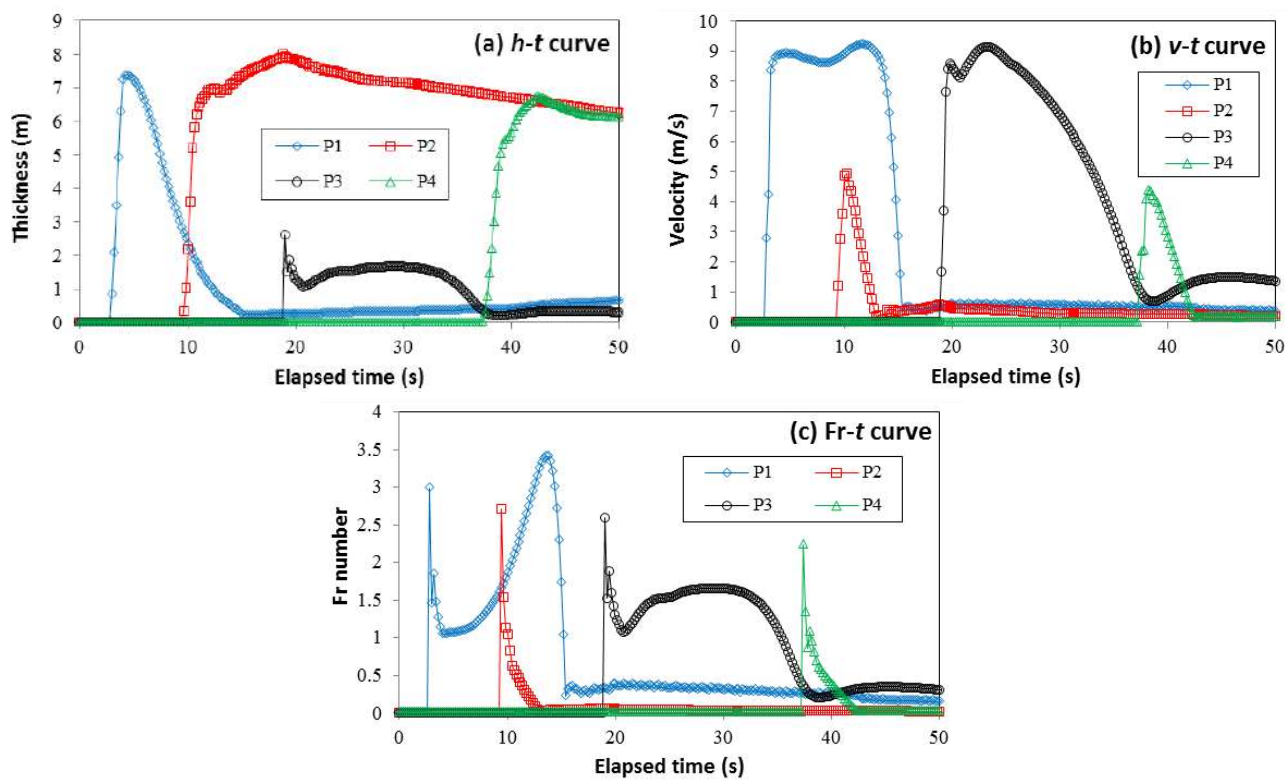 (a) h-t curve
9
8
7
6
5
4
3
2
1
0
Thickness (m)
P1 P2
P3 P4
0 10 20 30 40 50
Elapsed time (s)
(b) v-t curve
10
9
8
7
6
5
4
3
2
1
0
Velocity (m/s)
P1
P2
P3
P4
0 10 20 30 40 50
Elapsed time (s)
(c) Fr-t curve
4
3.5
3
2.5
2
1.5
1
0.5
0
Fr number
P1 P2
P3 P4
0 10 20 30 40 50
Elapsed time (s)